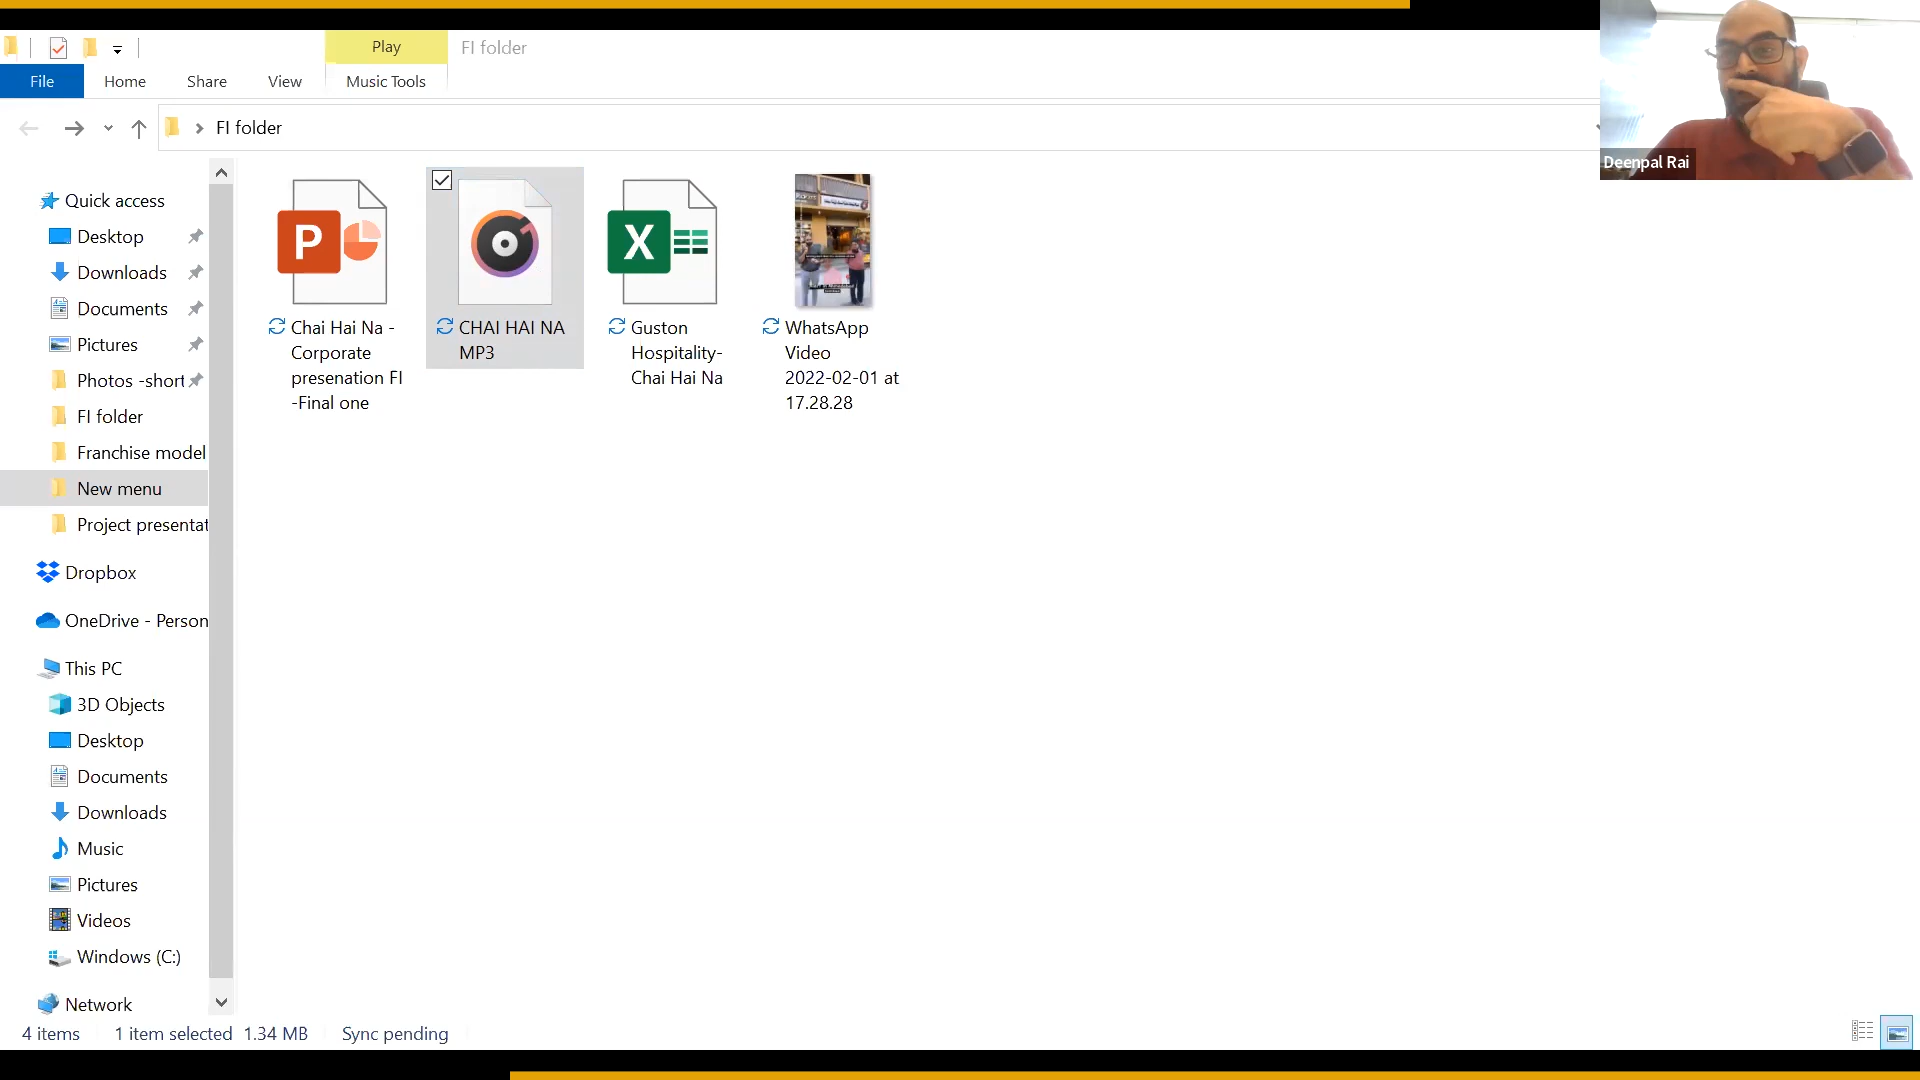 Play
FI folder
File
Home
Share
View
Music Tools
FI folder
Deenpal Rai
Quick access
Desktop
Downloads
Documents
Pictures
Photos -short
FI folder
Franchise model
New menu
Project presentat
Dropbox
OneDrive - Person
This PC
3D Objects
Desktop
Documents
Downloads
Music
Pictures
Videos
Windows (C:)
Network
P
Chai Hai Na -
Corporate
presenation FI
-Final one
CHAI HAI NA
MP3
X
Guston
Hospitality-
Chai Hai Na
WhatsApp
Video
2022-02-01 at
17.28.28
4 items
1 item selected 1.34 MB
Sync pending